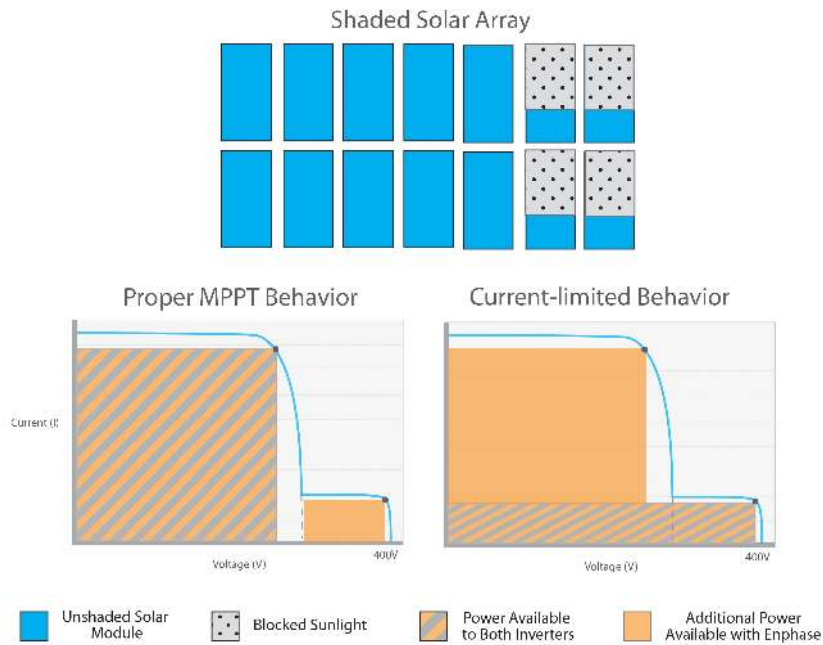 Shaded Solar Array
Proper MPPT Behavior
Current-limited Behavior
Current (I)
Voltage (V)
400V
Voltage (V)
400V
Unshaded Solar
Module
Blocked Sunlight
Power Available
to Both Inverters
Additional Power
Available with Enphase